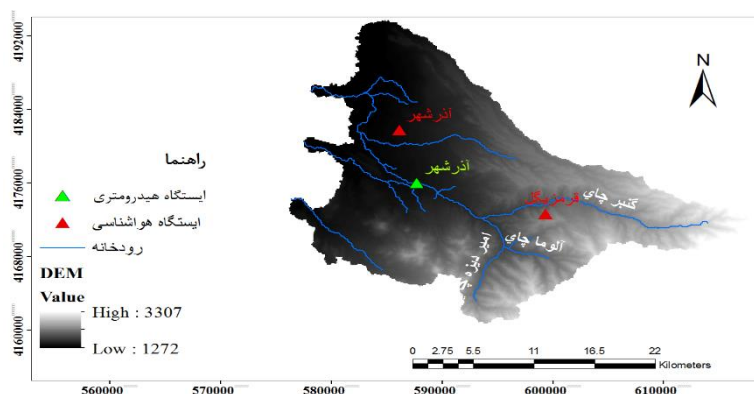 4192000
4184000
4176000
4168000
4160000
راهنما
ایستگاه هیدرومتری
ایستگاه هواشناسی
رودخانه
DEM
Value
High : 3307
Low : 1272
N
آذرشهر
آذرشهر
قرمزیگل
گنبر چای
آلوما چای
امیر
0 2.75 5.5 11 16.5 22
Kilometers
560000 570000 580000 590000 600000 610000